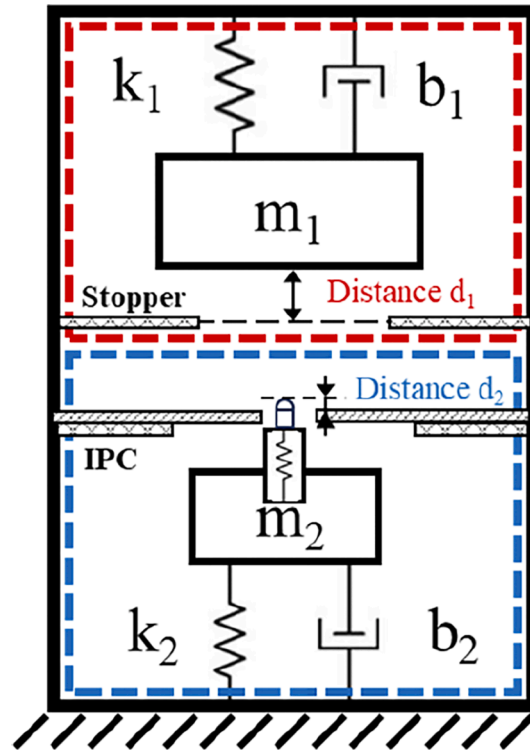 k₁
b₁
m₁
Stopper
Distance d₁
Distance d₂
IPC
m₂
k₂
b₂